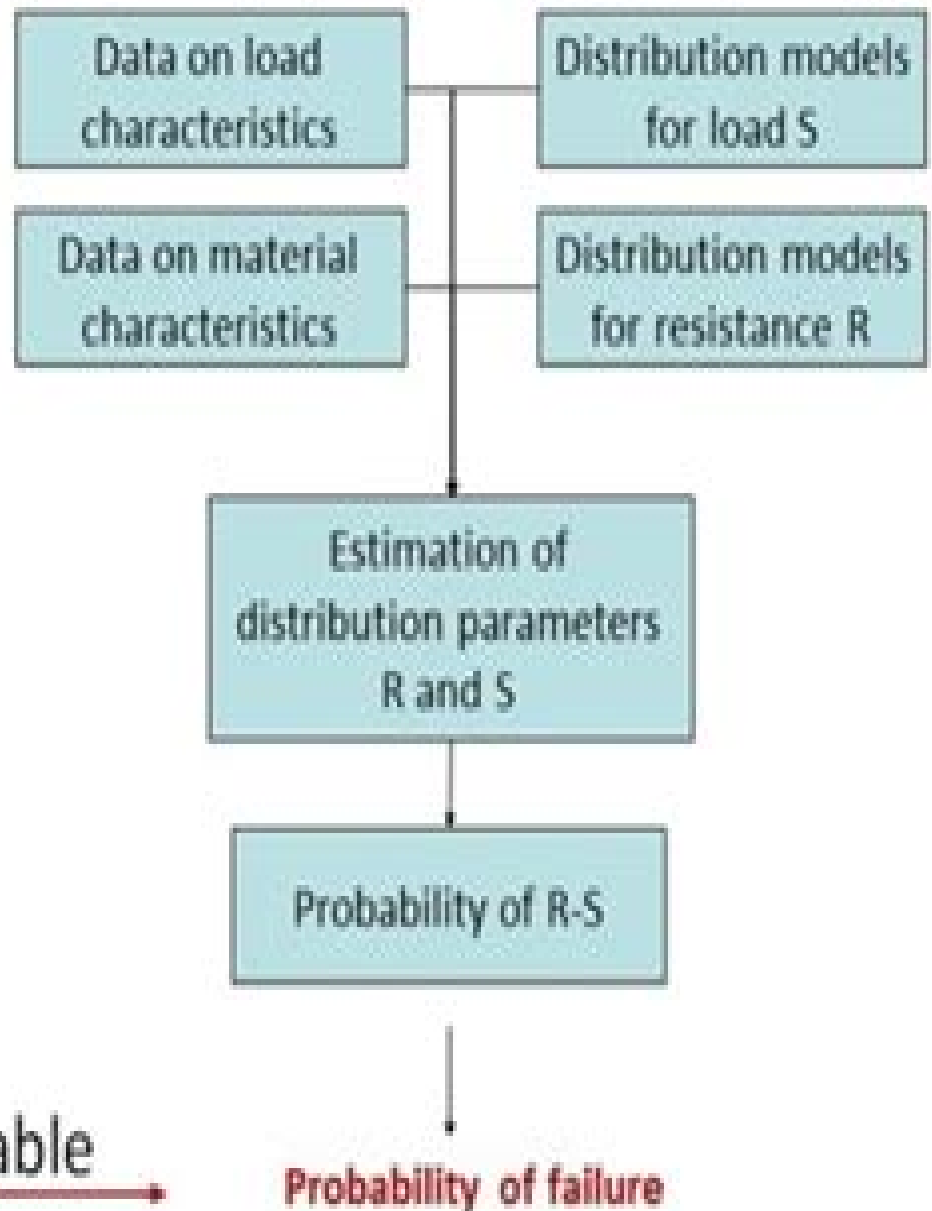 Data on load
characteristics
Distribution models
for load S
Data on material
characteristics
Distribution models
for resistance R
Estimation of
distribution parameters
R and S
Probability of R-S
able
Probability of failure